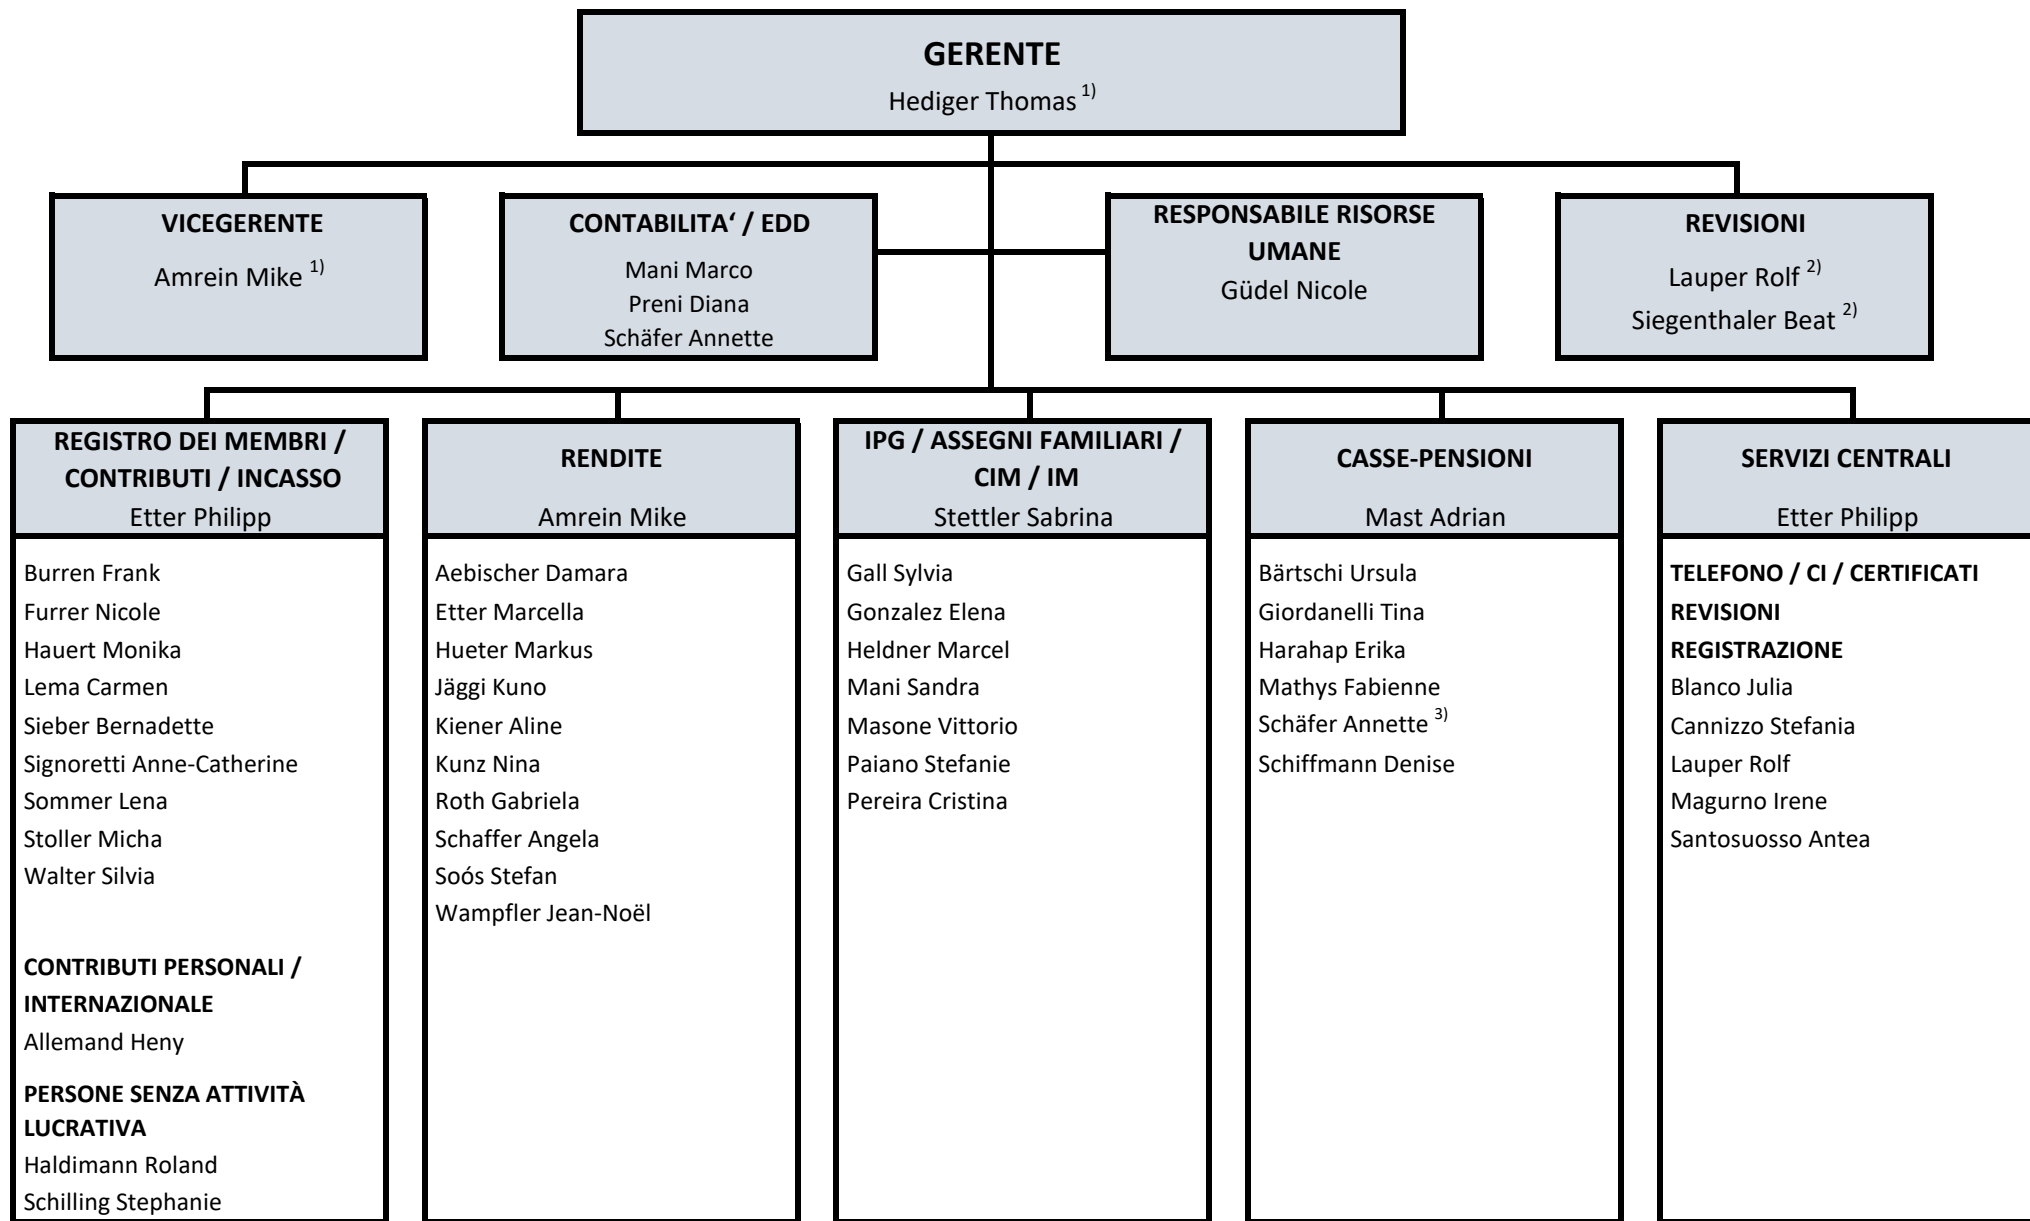 GERENTE
Hediger Thomas 1)
VICEGERENTE
Amrein Mike 1)
CONTABILITA‘ / EDD
Mani Marco
Preni Diana
Schäfer Annette
RESPONSABILE RISORSE
UMANE
Güdel Nicole
REVISIONI
Lauper Rolf 2)
Siegenthaler Beat 2)
REGISTRO DEI MEMBRI /
CONTRIBUTI / INCASSO
Etter Philipp
Burren Frank
Furrer Nicole
Hauert Monika
Lema Carmen
Sieber Bernadette
Signoretti Anne-Catherine
Sommer Lena
Stoller Micha
Walter Silvia
CONTRIBUTI PERSONALI /
INTERNAZIONALE
Allemand Heny
PERSONE SENZA ATTIVITÀ
LUCRATIVA
Haldimann Roland
Schilling Stephanie
RENDITE
Amrein Mike
Aebischer Damara
Etter Marcella
Hueter Markus
Jäggi Kuno
Kiener Aline
Kunz Nina
Roth Gabriela
Schaffer Angela
Soós Stefan
Wampfler Jean-Noël
IPG / ASSEGNI FAMILIARI /
CIM / IM
Stettler Sabrina
Gall Sylvia
Gonzalez Elena
Heldner Marcel
Mani Sandra
Masone Vittorio
Paiano Stefanie
Pereira Cristina
CASSE-PENSIONI
Mast Adrian
Bärtschi Ursula
Giordanelli Tina
Harahap Erika
Mathys Fabienne
Schäfer Annette 3)
Schiffmann Denise
SERVIZI CENTRALI
Etter Philipp
TELEFONO / CI / CERTIFICATI
REVISIONI
REGISTRAZIONE
Blanco Julia
Cannizzo Stefania
Lauper Rolf
Magurno Irene
Santosuosso Antea